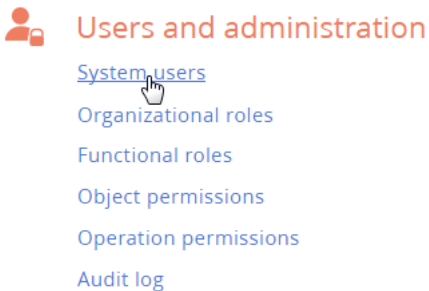 Users and administration
System users
Organizational roles
Functional roles
Object permissions
Operation permissions
Audit log